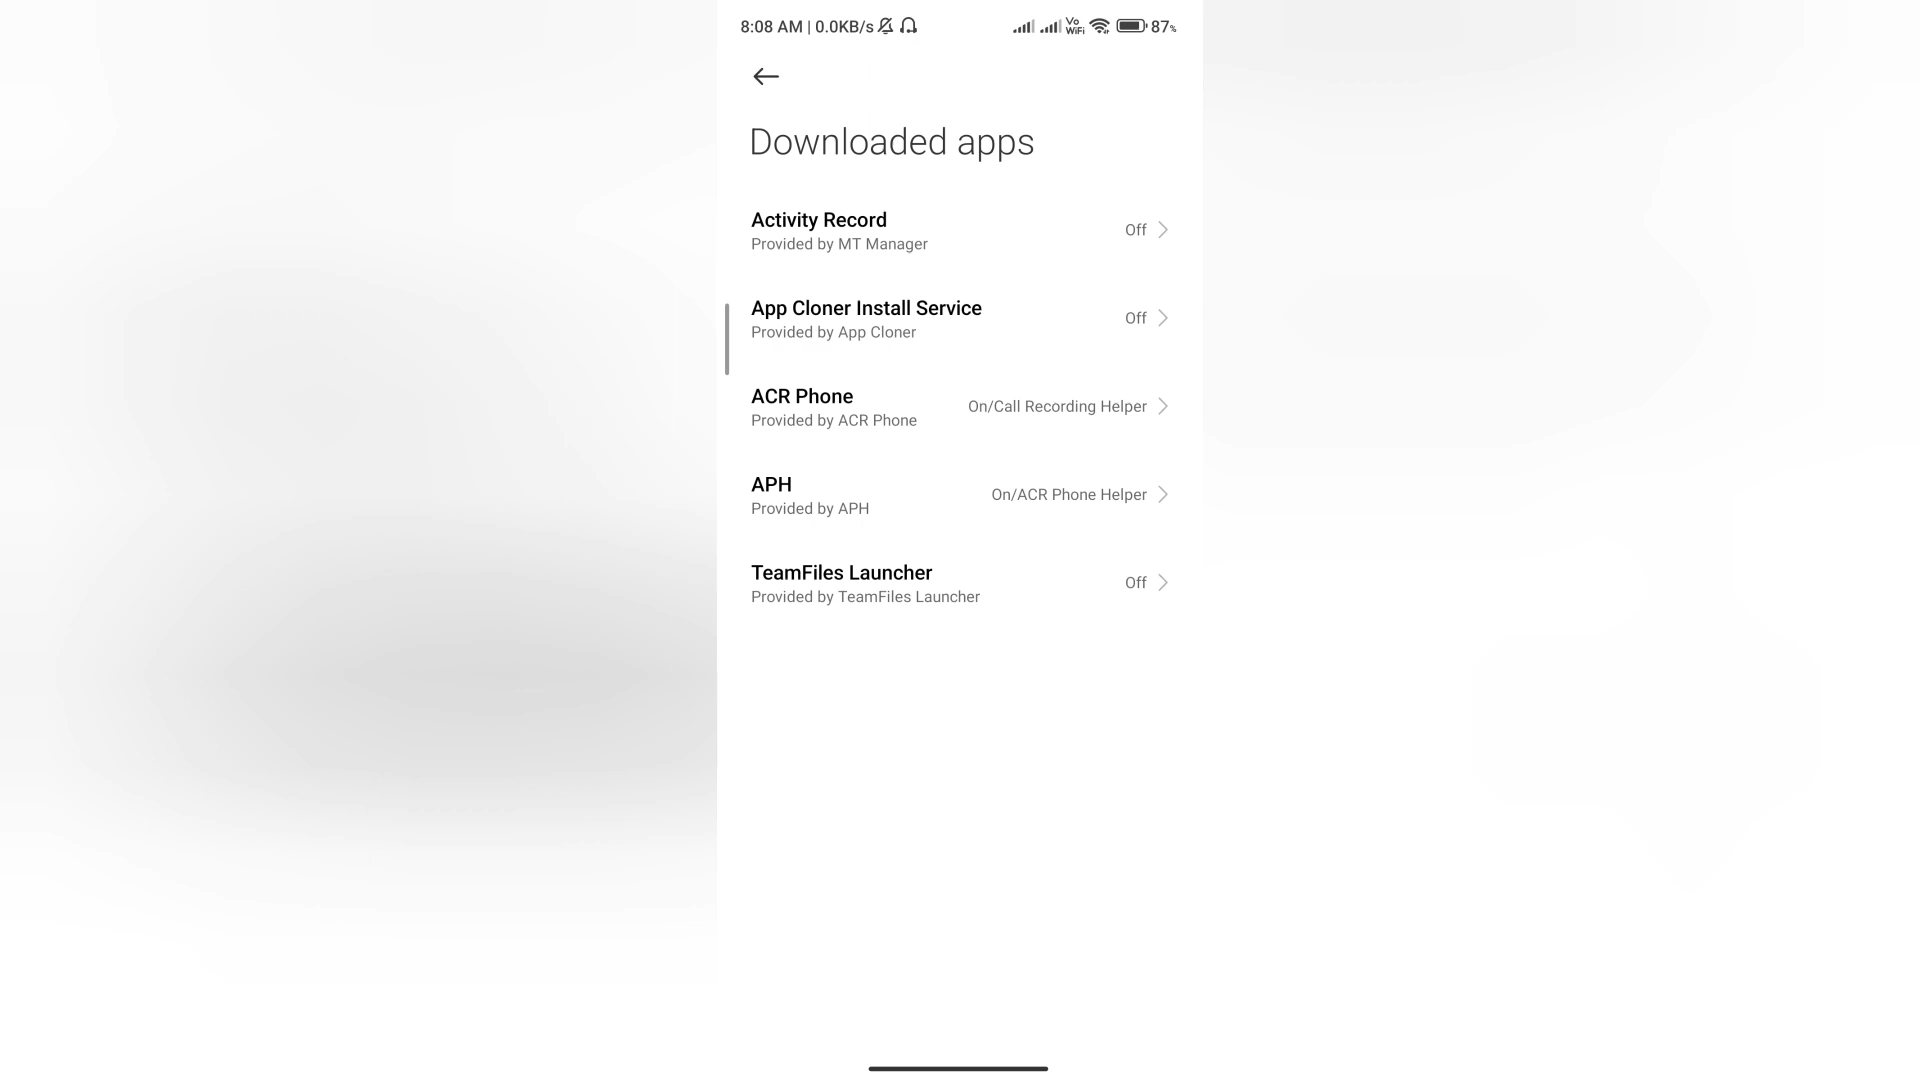 8:08 AM | 0.0KB/s Vo WiFi 87%
Downloaded apps
Activity Record
Provided by MT Manager
Off
App Cloner Install Service
Provided by App Cloner
Off
ACR Phone
Provided by ACR Phone
On/Call Recording Helper
APH
Provided by APH
On/ACR Phone Helper
TeamFiles Launcher
Provided by TeamFiles Launcher
Off